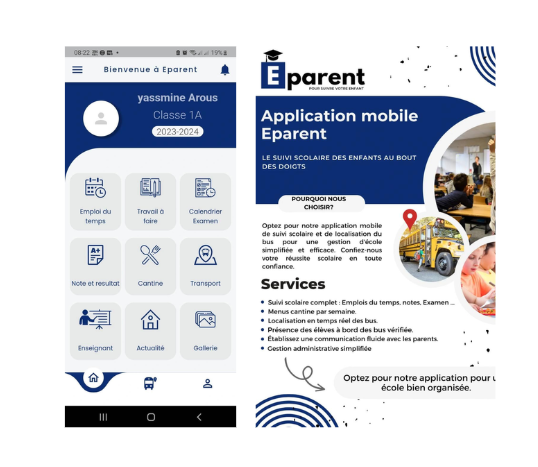 08:22
19%
Bienvenue à Eparent
yassmine Arous
Classe 1A
2023-2024
Emploi du
temps
Travail à
faire
Calendrier
Examen
A+
Note et resultat
Cantine
Transport
Enseignant
Actualité
Gallerie
Eparent
POUR SUIVRE VOTRE ENFANT
Application mobile
Eparent
LE SUIVI SCOLAIRE DES ENFANTS AU BOUT
DES DOIGTS
POURQUOI NOUS
CHOISIR?
Optez pour notre application mobile
de suivi scolaire et de localisation du
bus pour une gestion d'école
simplifiée et efficace. Confiez-nous
votre réussite scolaire en toute
confiance.
Services
Suivi scolaire complet : Emplois du temps, notes, Examen ...
Menus cantine par semaine.
Localisation en temps réel des bus.
Présence des élèves à bord des bus vérifiée.
Établissez une communication fluide avec les parents.
Gestion administrative simplifiée
Optez pour notre application pour u
école bien organisée.